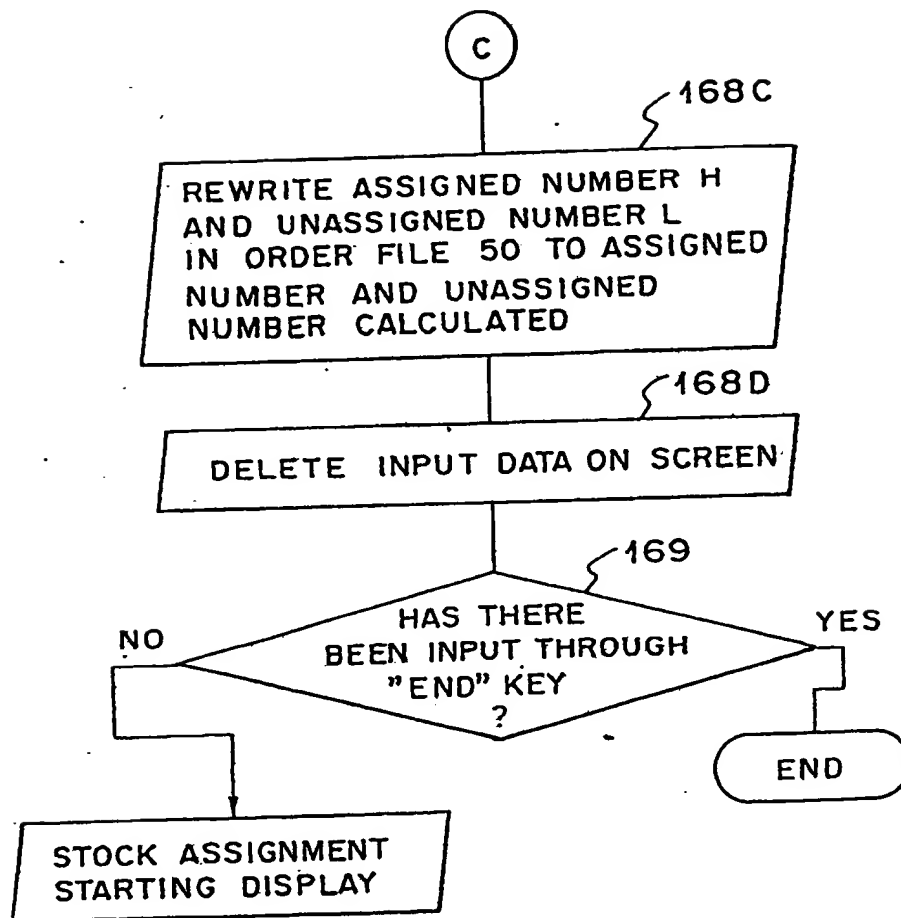 C
168C
REWRITE ASSIGNED NUMBER H
AND UNASSIGNED NUMBER L
IN ORDER FILE 50 TO ASSIGNED
NUMBER AND UNASSIGNED
NUMBER CALCULATED
168D
DELETE INPUT DATA ON SCREEN
169
HAS THERE
BEEN INPUT THROUGH
"END" KEY
?
NO
YES
END
STOCK ASSIGNMENT
STARTING DISPLAY